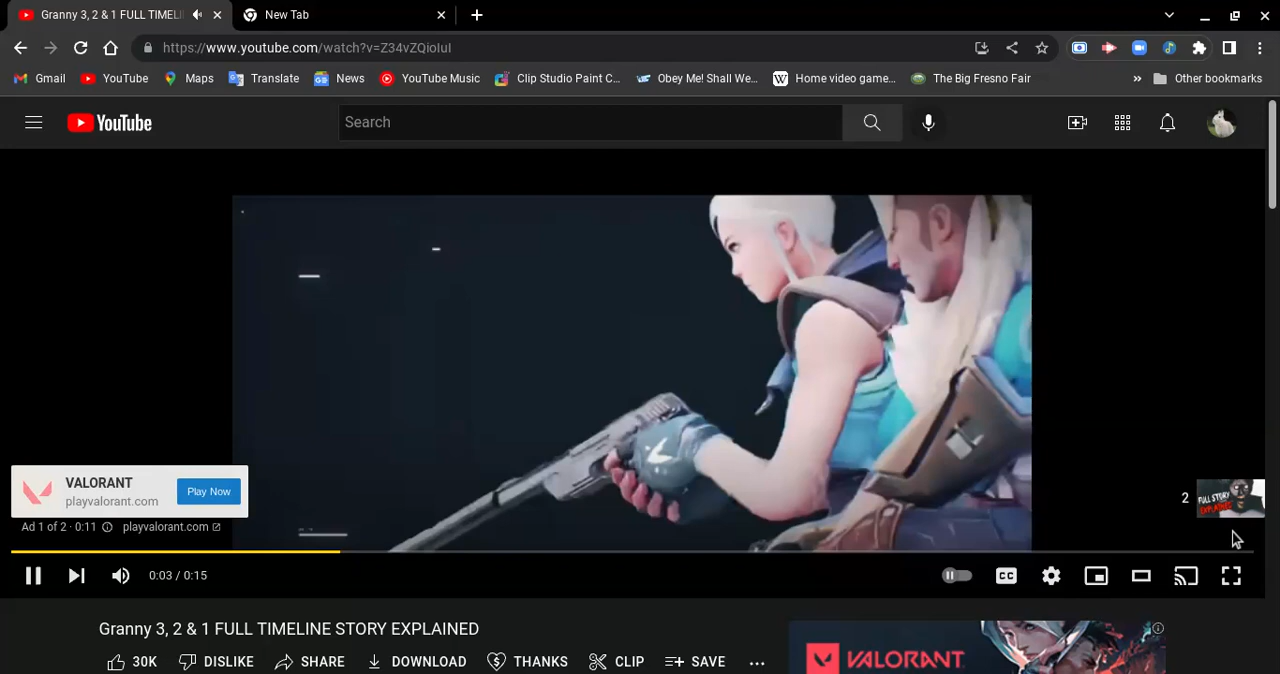 Granny 3, 2 & 1 FULL TIMELI
New Tab
https://www.youtube.com/watch?v=Z34vZQioIuI
Gmail YouTube Maps Translate News YouTube Music Clip Studio Paint C... Obey Me! Shall We... Home video game... The Big Fresno Fair » Other bookmarks
YouTube
Search
VALORANT
playvalorant.com
Play Now
2
FULL STORY
EXPLAINED
Ad 1 of 2 · 0:11 playvalorant.com
0:03 / 0:15
CC
Granny 3, 2 & 1 FULL TIMELINE STORY EXPLAINED
30K DISLIKE SHARE DOWNLOAD THANKS CLIP SAVE ...
VALORANT